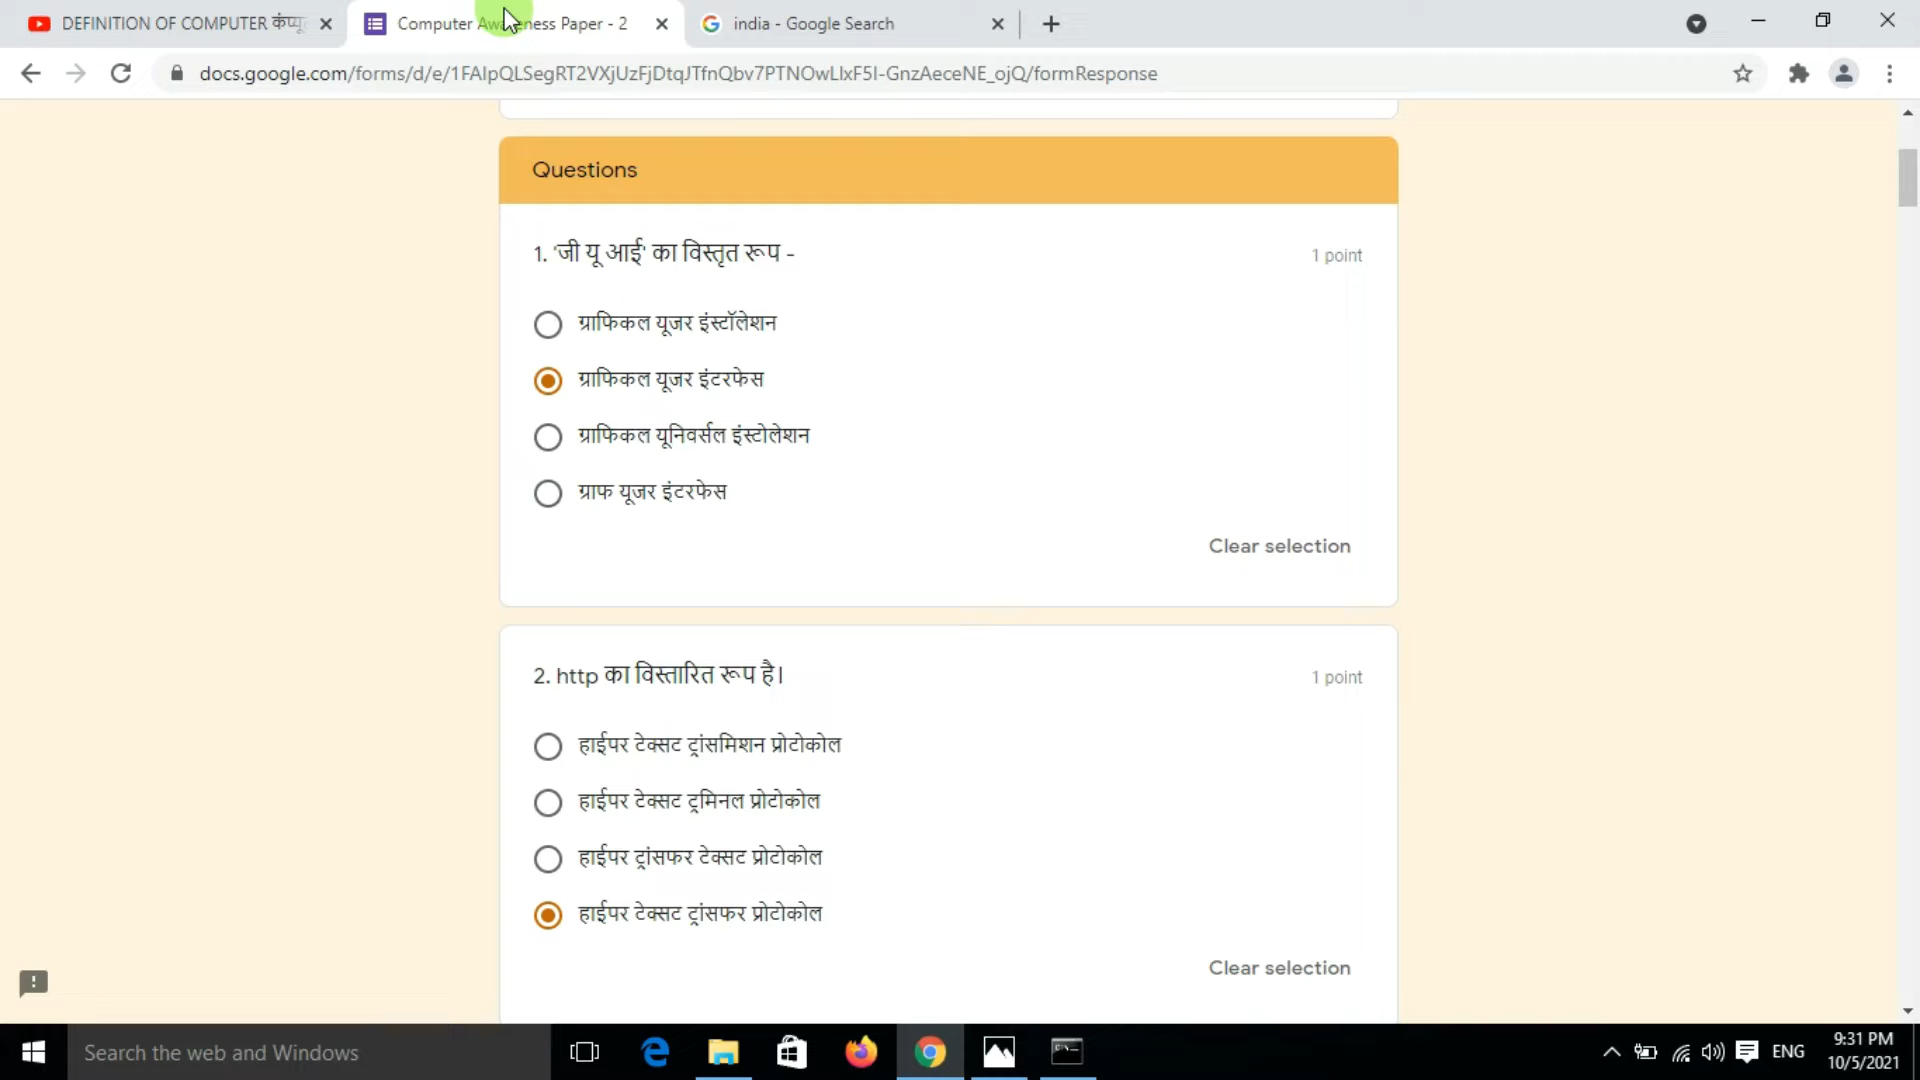 DEFINITION OF COMPUTER
Computer Awareness Paper - 2
india - Google Search
docs.google.com/forms/d/e/1FAIpQLSegRT2VXjUzFjDtqJTfnQbv7PTNOwLlxF5I-GnzAeceNE_ojQ/formResponse
Questions
1. 'जी यू आई' का विस्तृत रूप -
1 point
ग्राफिकल यूजर इंस्टॉलेशन
ग्राफिकल यूजर इंटरफेस
ग्राफिकल यूनिवर्सल इंस्टोलेशन
ग्राफ यूजर इंटरफेस
Clear selection
2. http का विस्तारित रूप है।
1 point
हाईपर टेक्सट ट्रांसमिशन प्रोटोकोल
हाईपर टेक्सट ट्रमिनल प्रोटोकोल
हाईपर ट्रांसफर टेक्सट प्रोटोकोल
हाईपर टेक्सट ट्रांसफर प्रोटोकोल
Clear selection
Search the web and Windows
ENG
9:31 PM
10/5/2021